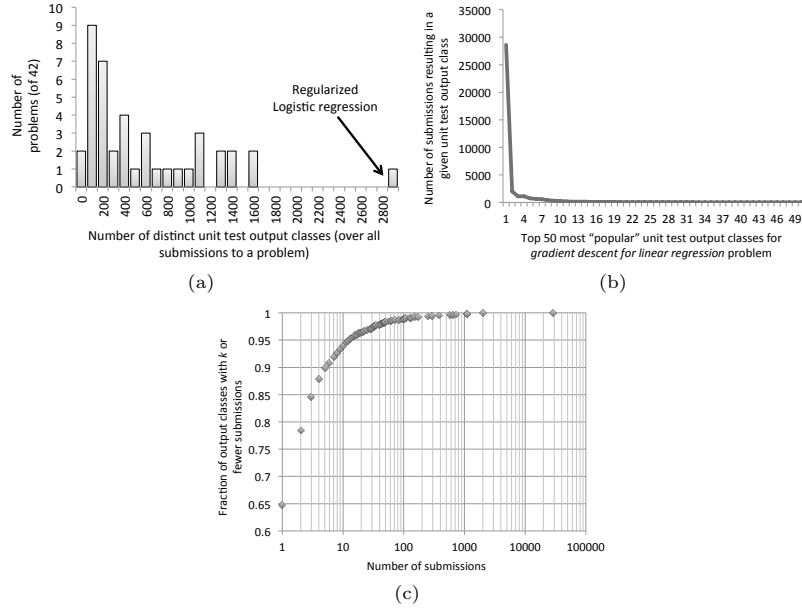 10
9
8
7
6
5
4
3
2
1
0
Number of
problems (of 42)
Regularized
Logistic regression
0
200
400
600
800
1000
1200
1400
1600
1800
2000
2200
2400
2600
2800
Number of distinct unit test output classes (over all
submissions to a problem)
(a)
Number of submissions resulting in a
given unit test output class
35000
30000
25000
20000
15000
10000
5000
0
1 4 7 10 13 16 19 22 25 28 31 34 37 40 43 46 49
Top 50 most “popular” unit test output classes for
gradient descent for linear regression problem
(b)
Fraction of output classes with k or
fewer submissions
1
0.95
0.9
0.85
0.8
0.75
0.7
0.65
0.6
1 10 100 1000 10000 100000
Number of submissions
(c)